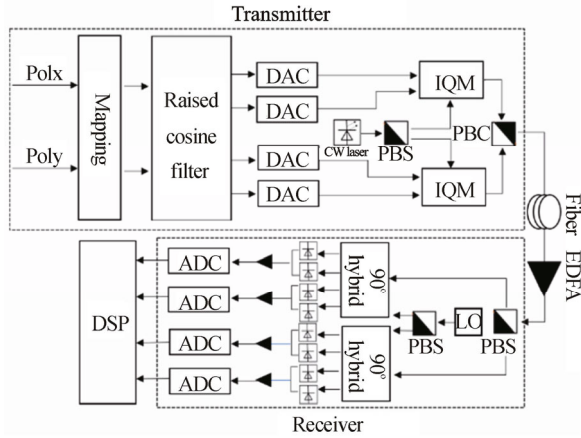 Transmitter
Polx
Poly
Mapping
Raised
cosine
filter
DAC
DAC
DAC
DAC
CW laser
PBS
IQM
IQM
PBC
Fiber
EDFA
DSP
ADC
ADC
ADC
ADC
90°
hybrid
90°
hybrid
PBS
LO
PBS
Receiver